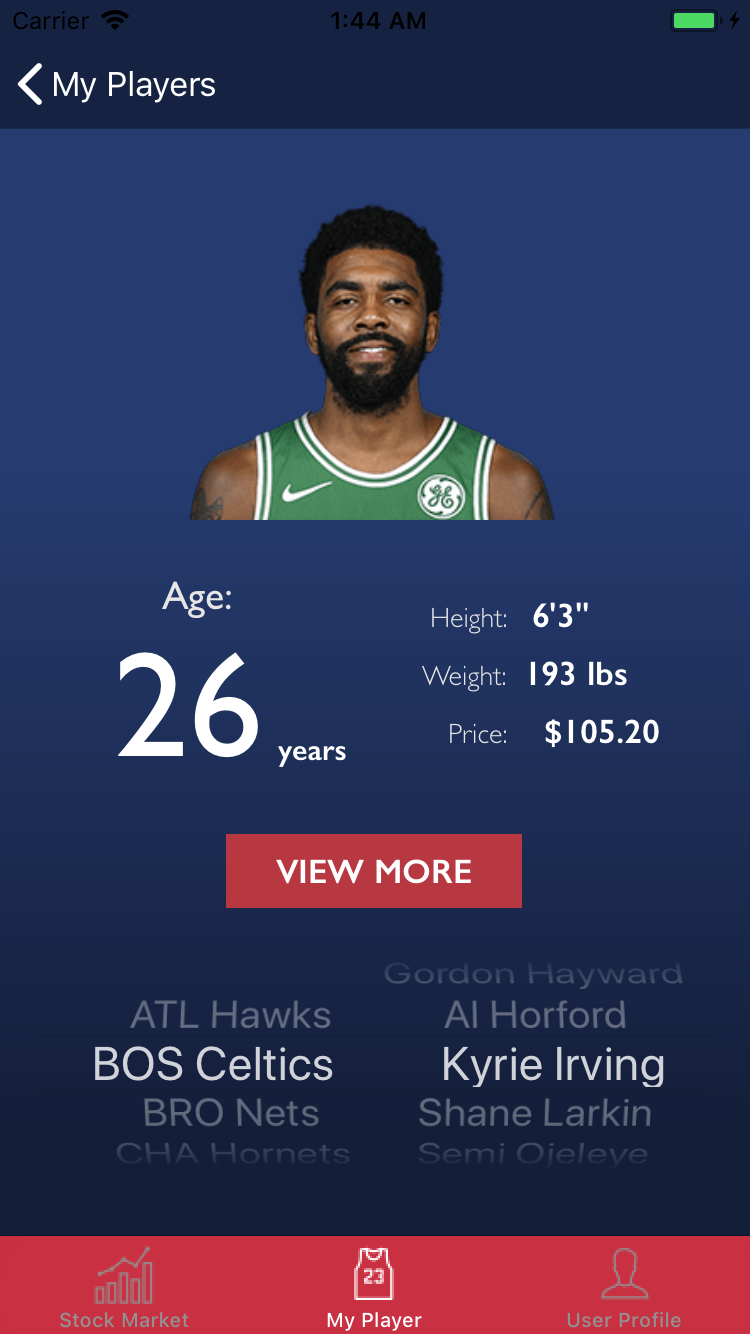 Carrier 1:44 AM
My Players
GE
Age:
26 years
Height: 6'3"
Weight: 193 lbs
Price: $105.20
VIEW MORE
Gordon Hayward
ATL Hawks Al Horford
BOS Celtics Kyrie Irving
BRO Nets Shane Larkin
CHA Hornets Semi Ojeleye
23
Stock Market My Player User Profile